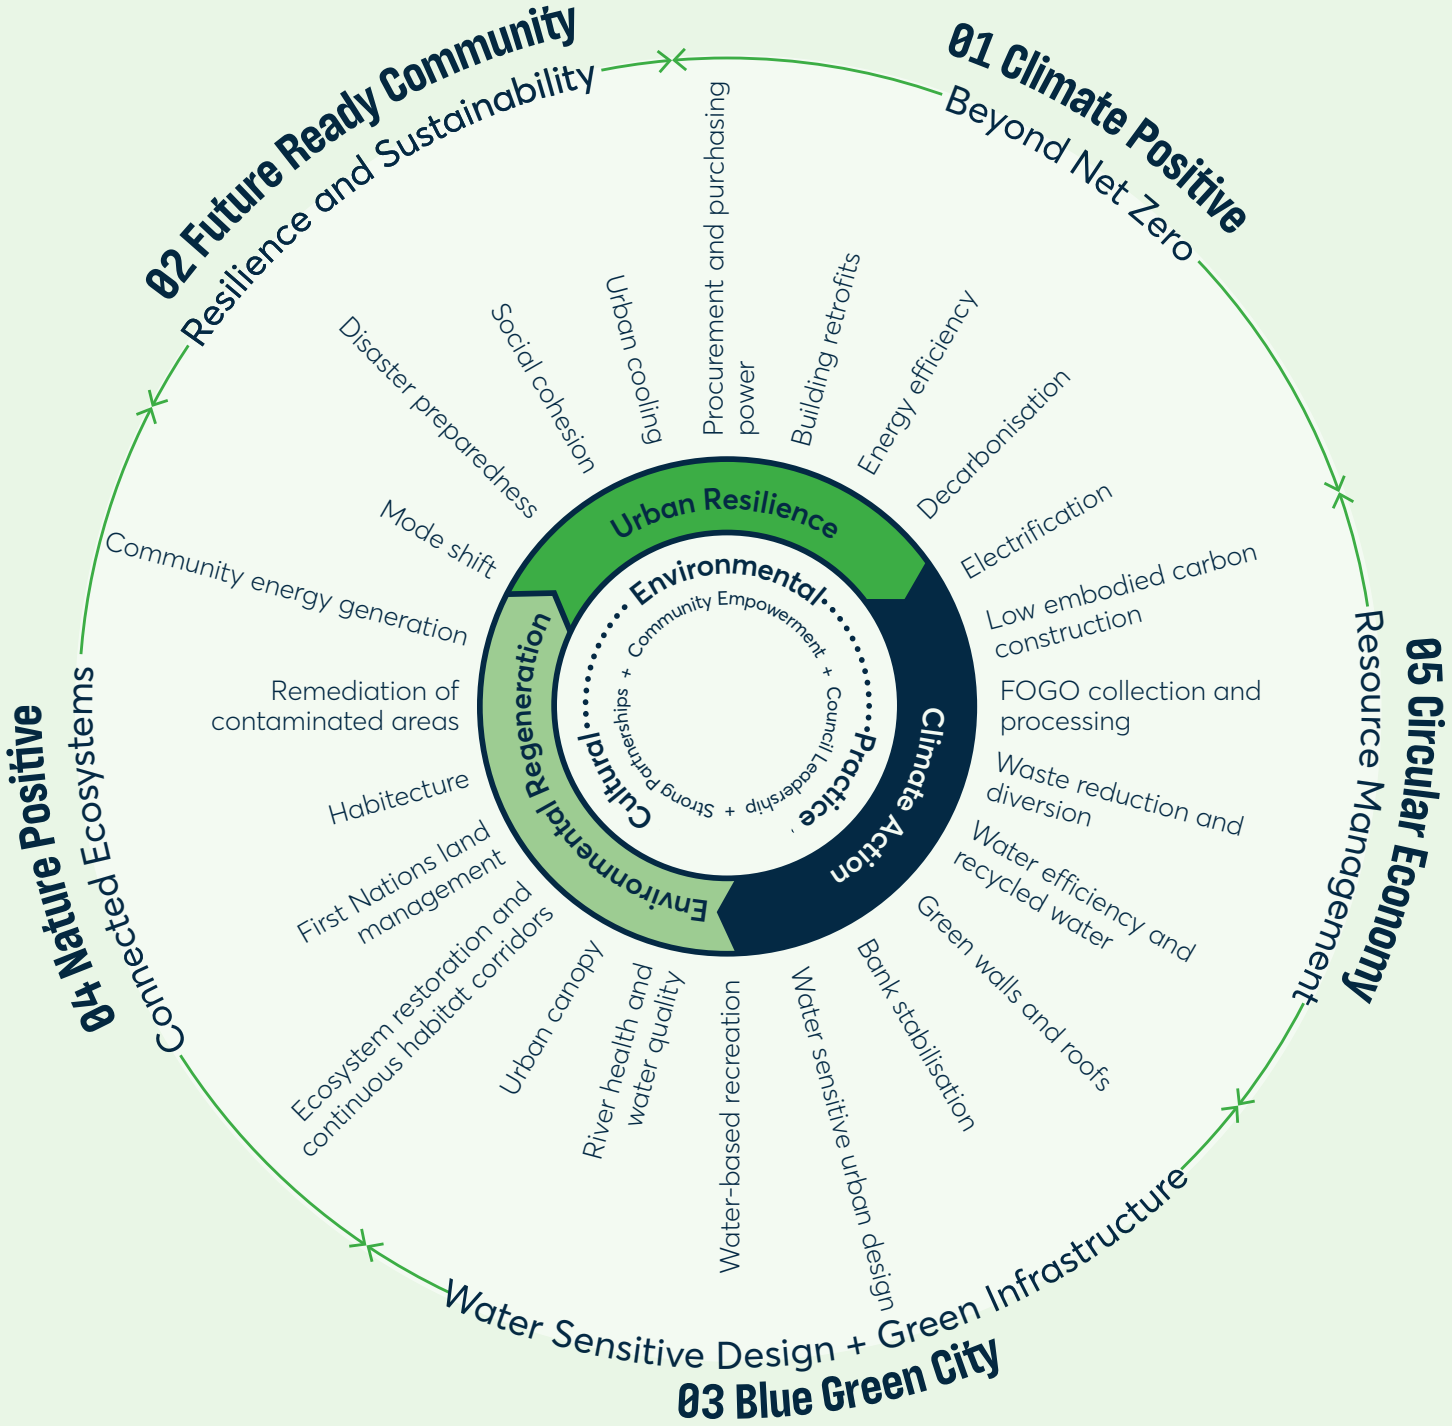 01 Climate Positive
Beyond Net Zero
05 Circular Economy
Resource Management
03 Blue Green City
Water Sensitive Design + Green Infrastructure
04 Nature Positive
Connected Ecosystems
02 Future Ready Community
Resilience and Sustainability
Procurement and purchasing
power
Building retrofits
Energy efficiency
Decarbonisation
Electrification
Low embodied carbon
construction
FOGO collection and
processing
Waste reduction and
diversion
Water efficiency and
recycled water
Green walls and roofs
Bank stabilisation
Water sensitive urban design
Water-based recreation
River health and
water quality
Urban canopy
Ecosystem restoration and
continuous habitat corridors
First Nations land
management
Habitecture
Remediation of
contaminated areas
Community energy generation
Mode shift
Disaster preparedness
Social cohesion
Urban cooling
Urban Resilience
Climate Action
Environmental Regeneration
Environmental
Practice
Cultural
Community Empowerment + Council Leadership + Strong Partnerships +